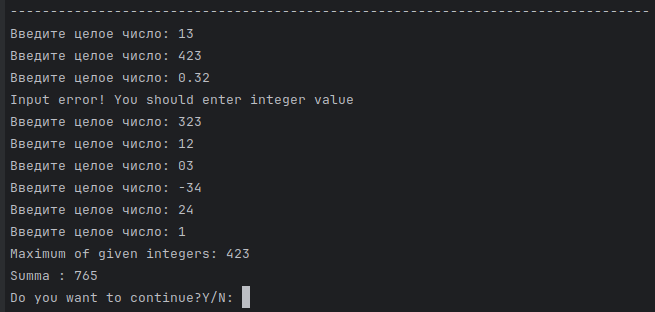 --------------------------------------------------------------------------------
Введите целое число: 13
Введите целое число: 423
Введите целое число: 0.32
Input error! You should enter integer value
Введите целое число: 323
Введите целое число: 12
Введите целое число: 03
Введите целое число: -34
Введите целое число: 24
Введите целое число: 1
Maximum of given integers: 423
Summa : 765
Do you want to continue?Y/N: